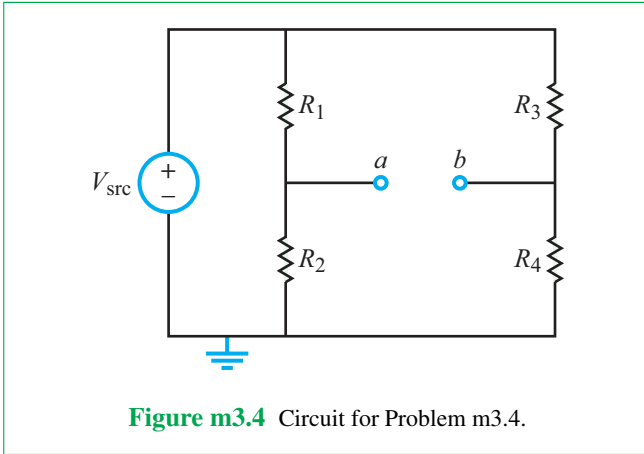 R1
R3
a
b
Vsrc
+
−
R2
R4
Figure m3.4 Circuit for Problem m3.4.